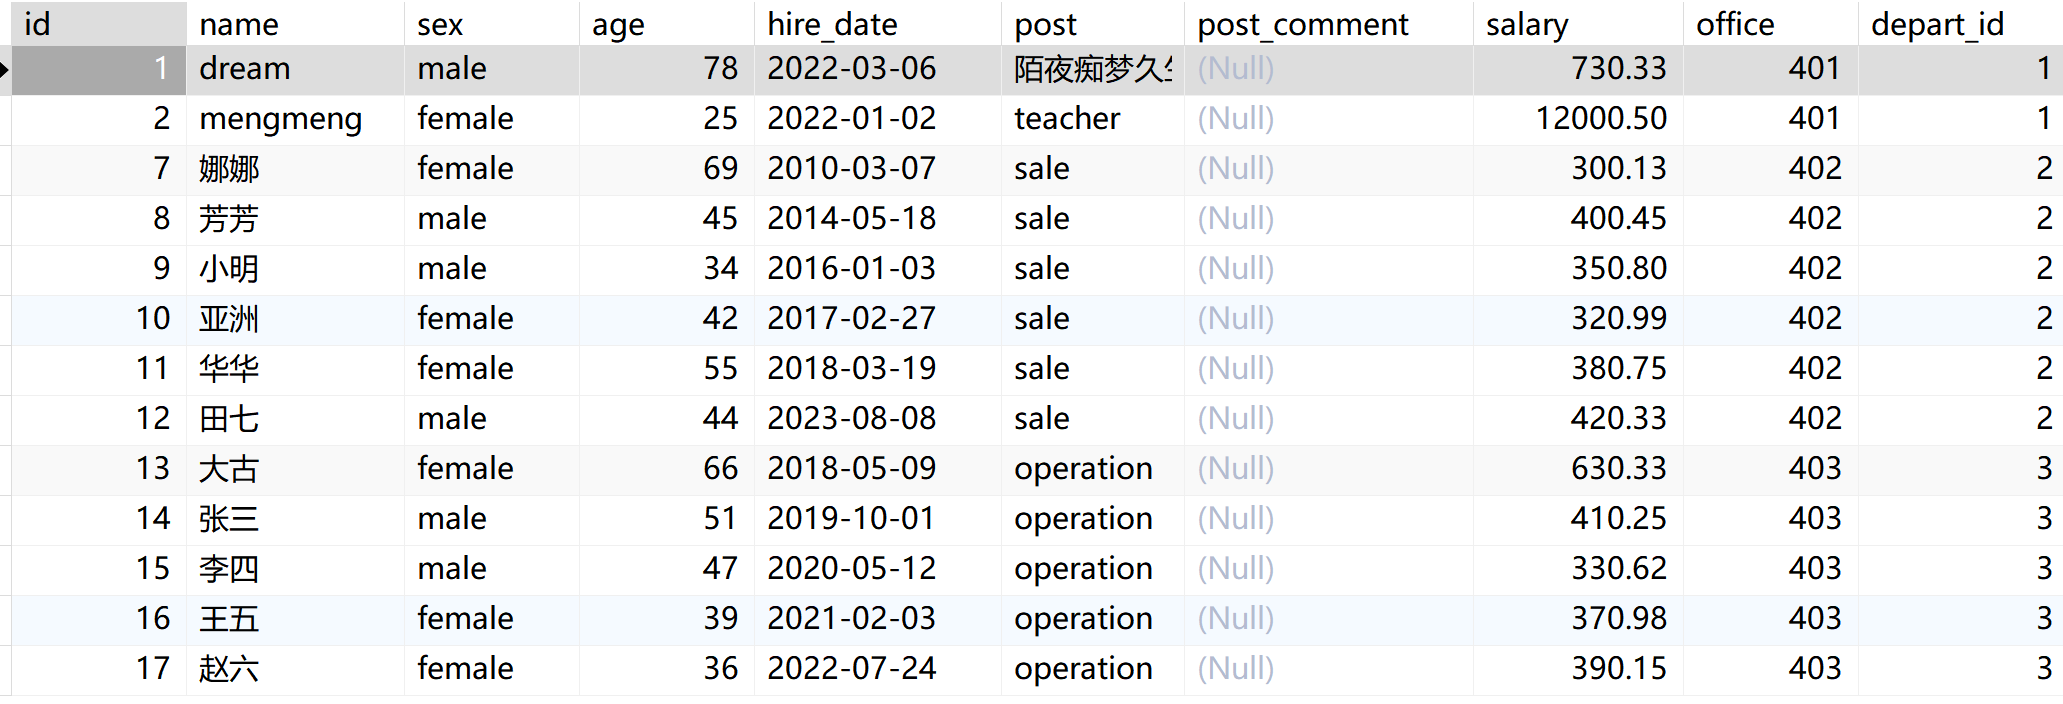 id name sex age hire_date post post_comment salary office depart_id
1 dream male 78 2022-03-06 陌夜痴梦久 (Null) 730.33 401 1
2 mengmeng female 25 2022-01-02 teacher (Null) 12000.50 401 1
7 娜娜 female 69 2010-03-07 sale (Null) 300.13 402 2
8 芳芳 male 45 2014-05-18 sale (Null) 400.45 402 2
9 小明 male 34 2016-01-03 sale (Null) 350.80 402 2
10 亚洲 female 42 2017-02-27 sale (Null) 320.99 402 2
11 华华 female 55 2018-03-19 sale (Null) 380.75 402 2
12 田七 male 44 2023-08-08 sale (Null) 420.33 402 2
13 大古 female 66 2018-05-09 operation (Null) 630.33 403 3
14 张三 male 51 2019-10-01 operation (Null) 410.25 403 3
15 李四 male 47 2020-05-12 operation (Null) 330.62 403 3
16 王五 female 39 2021-02-03 operation (Null) 370.98 403 3
17 赵六 female 36 2022-07-24 operation (Null) 390.15 403 3